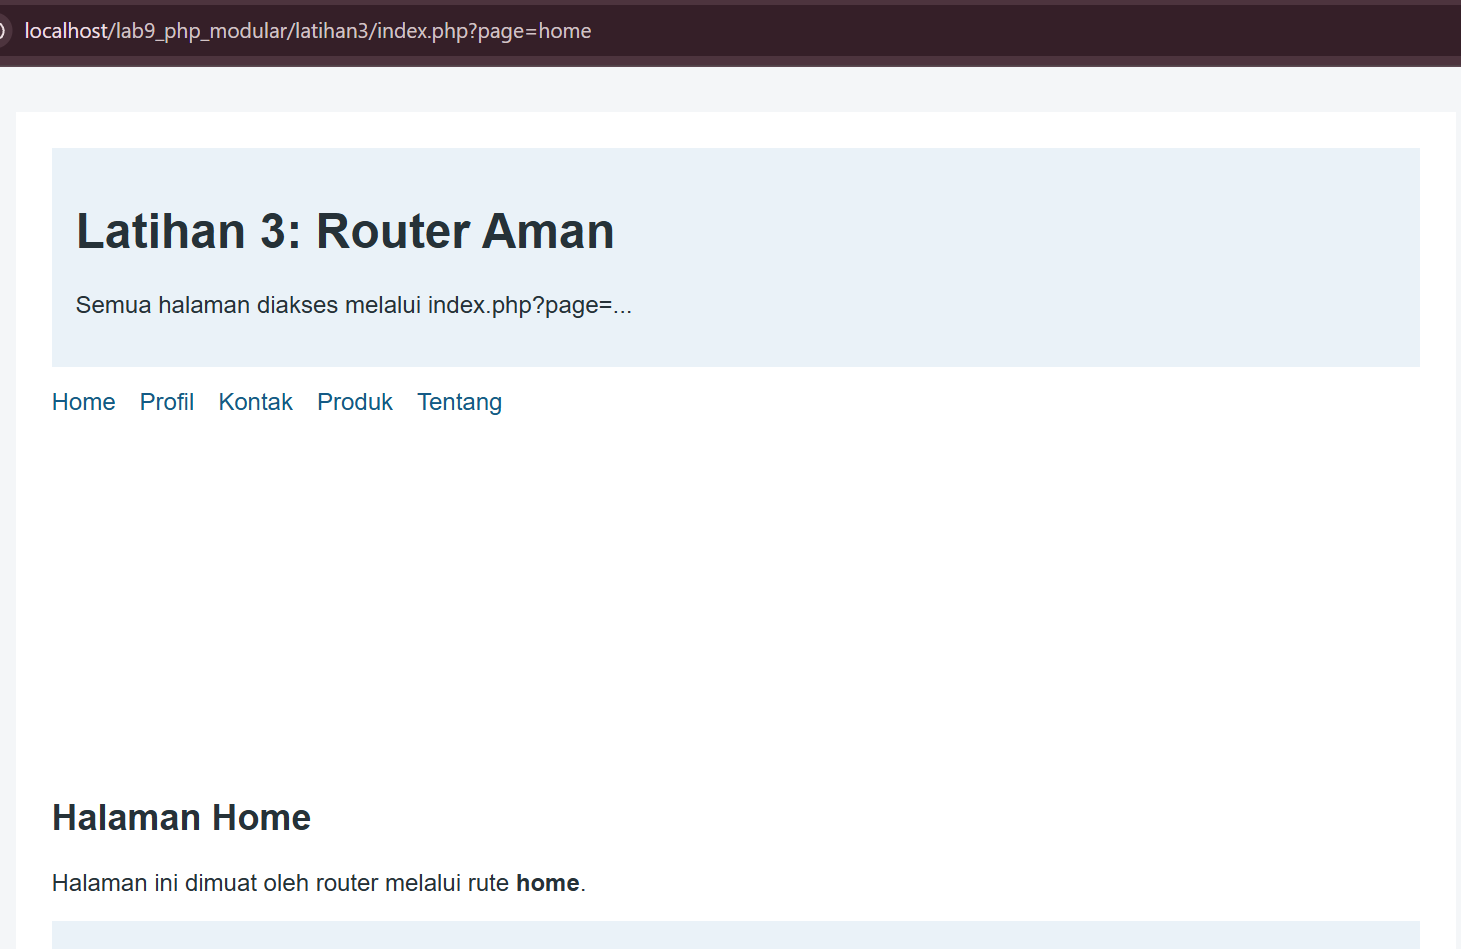 localhost/lab9_php_modular/latihan3/index.php?page=home
Latihan 3: Router Aman
Semua halaman diakses melalui index.php?page=...
Home Profil Kontak Produk Tentang
Halaman Home
Halaman ini dimuat oleh router melalui rute home.